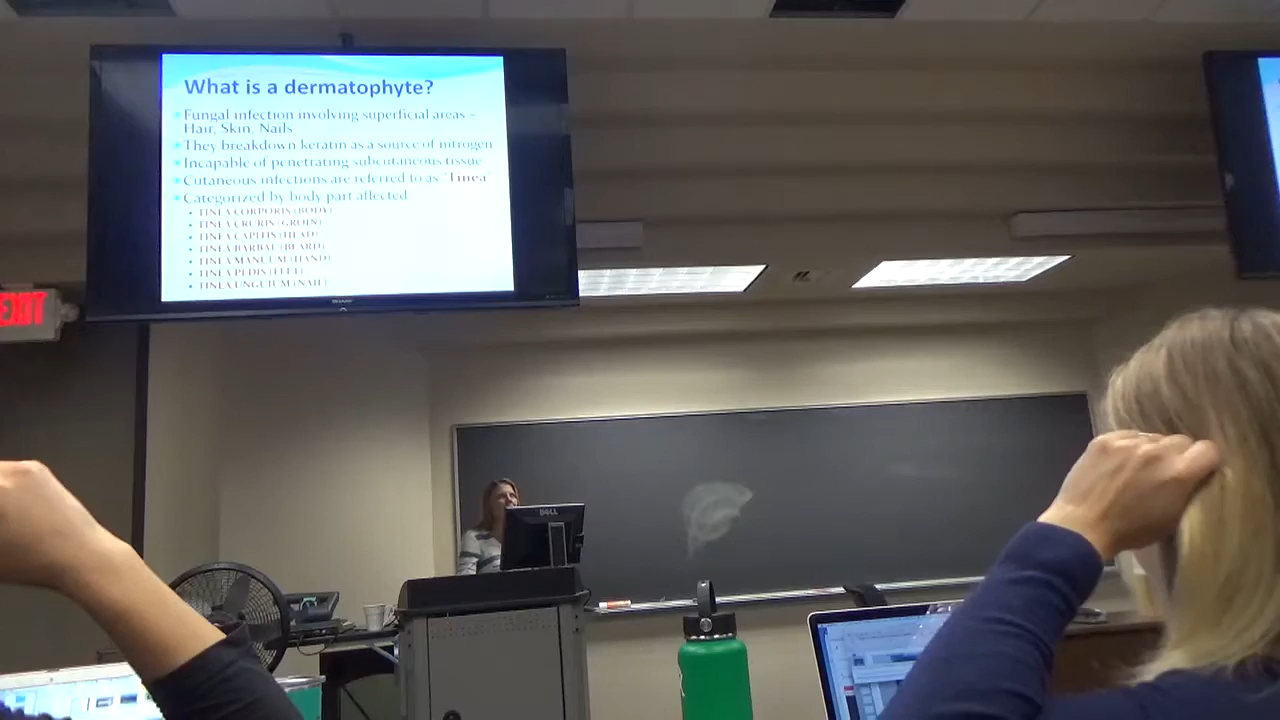 What is a dermatophyte?
Fungal infection involving superficial areas –
Hair, Skin, Nails
They breakdown keratin as a source of nitrogen
Incapable of penetrating subcutaneous tissue
Cutaneous infections are referred to as "Tinea"
Categorized by body part affected
TINEA CORPORIS (BODY)
TINEA CRURIS (GROIN)
TINEA CAPITIS (HEAD)
TINEA BARBAE (BEARD)
TINEA MANUUM (HAND)
TINEA PEDIS (FEET)
TINEA UNGUIUM (NAIL)
SHARP
EXIT
DELL